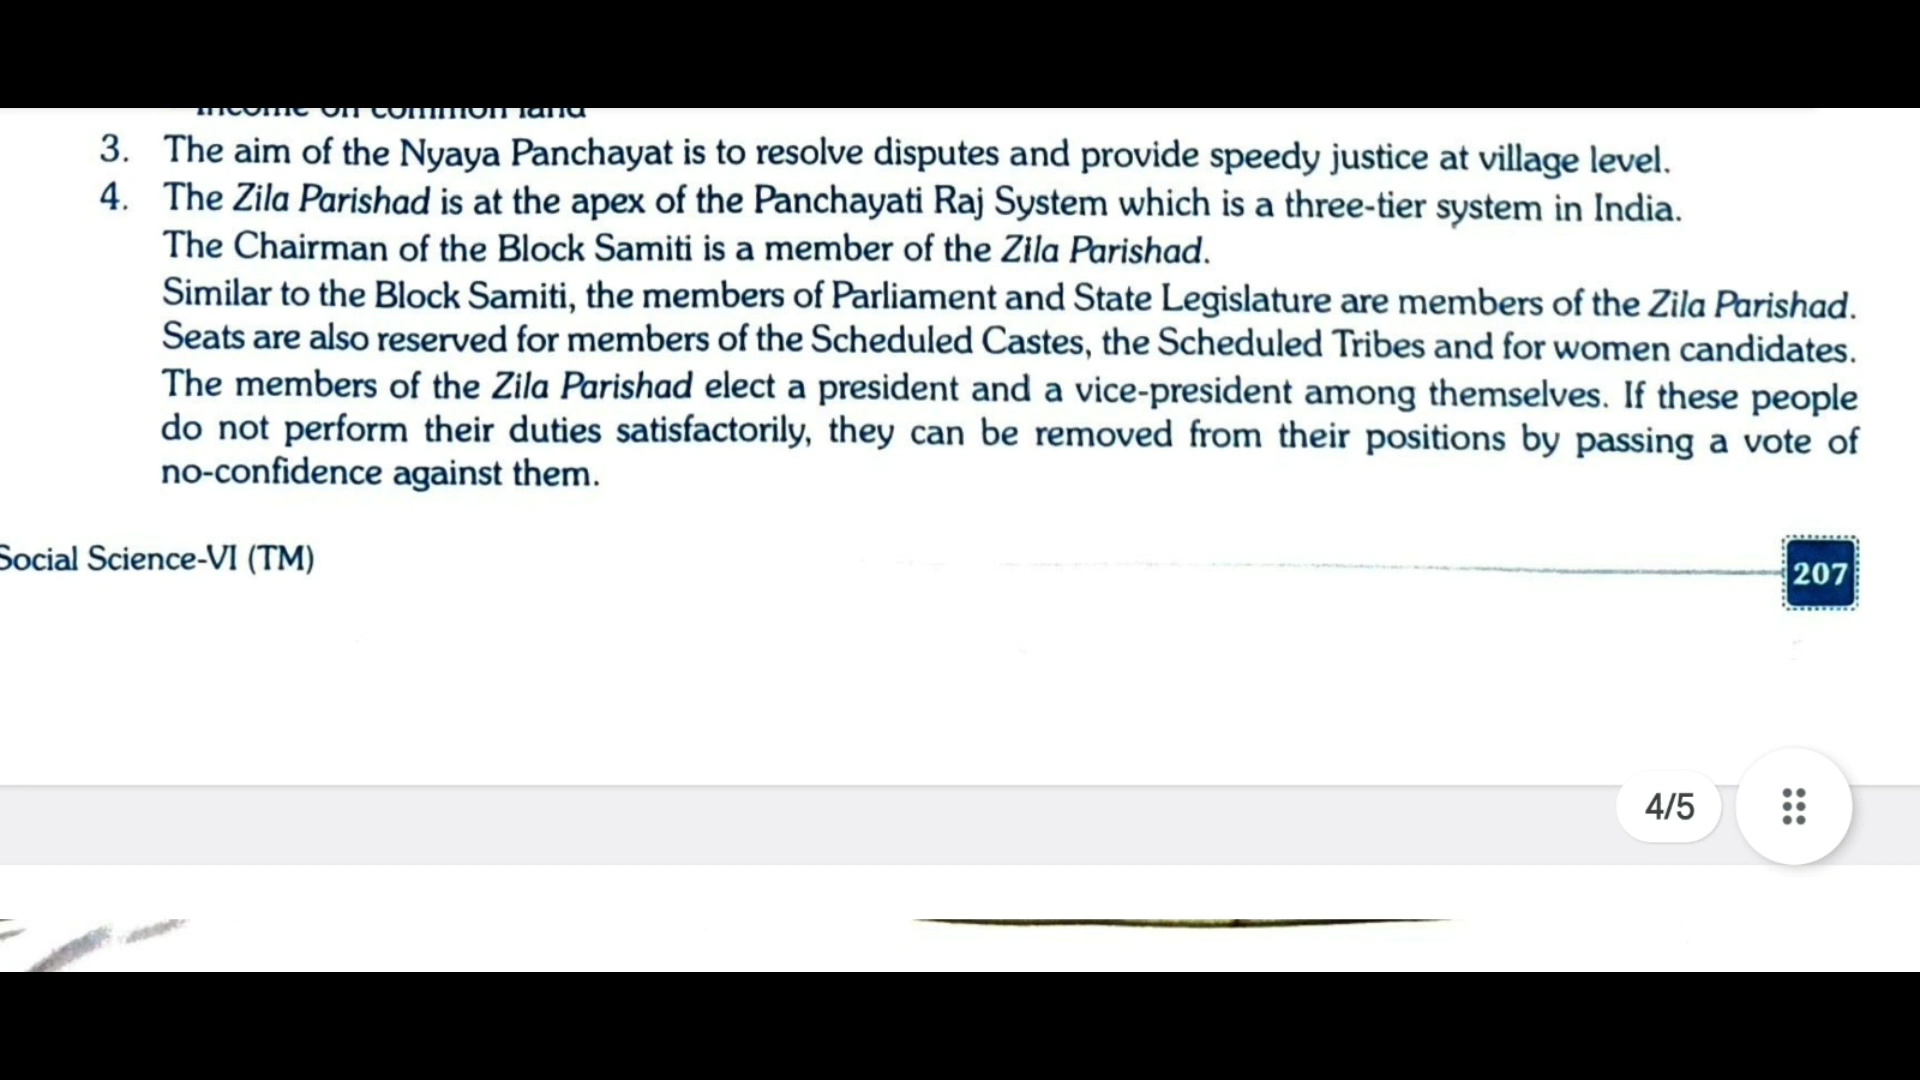 income on common land
3. The aim of the Nyaya Panchayat is to resolve disputes and provide speedy justice at village level.
4. The Zila Parishad is at the apex of the Panchayati Raj System which is a three-tier system in India.
The Chairman of the Block Samiti is a member of the Zila Parishad.
Similar to the Block Samiti, the members of Parliament and State Legislature are members of the Zila Parishad.
Seats are also reserved for members of the Scheduled Castes, the Scheduled Tribes and for women candidates.
The members of the Zila Parishad elect a president and a vice-president among themselves. If these people
do not perform their duties satisfactorily, they can be removed from their positions by passing a vote of
no-confidence against them.
Social Science-VI (TM)
207
4/5